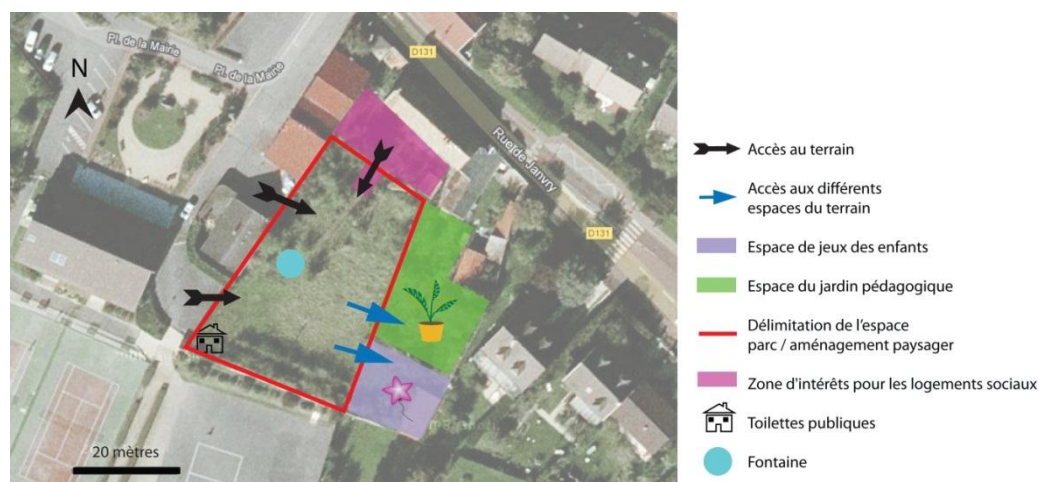 Pl. de la Mairie
Pl. de la Mairie
D131
N
Rue de Janvry
D131
20 mètres
Accès au terrain
Accès aux différents
espaces du terrain
Espace de jeux des enfants
Espace du jardin pédagogique
Délimitation de l'espace
parc / aménagement paysager
Zone d'intérêts pour les logements sociaux
Toilettes publiques
Fontaine